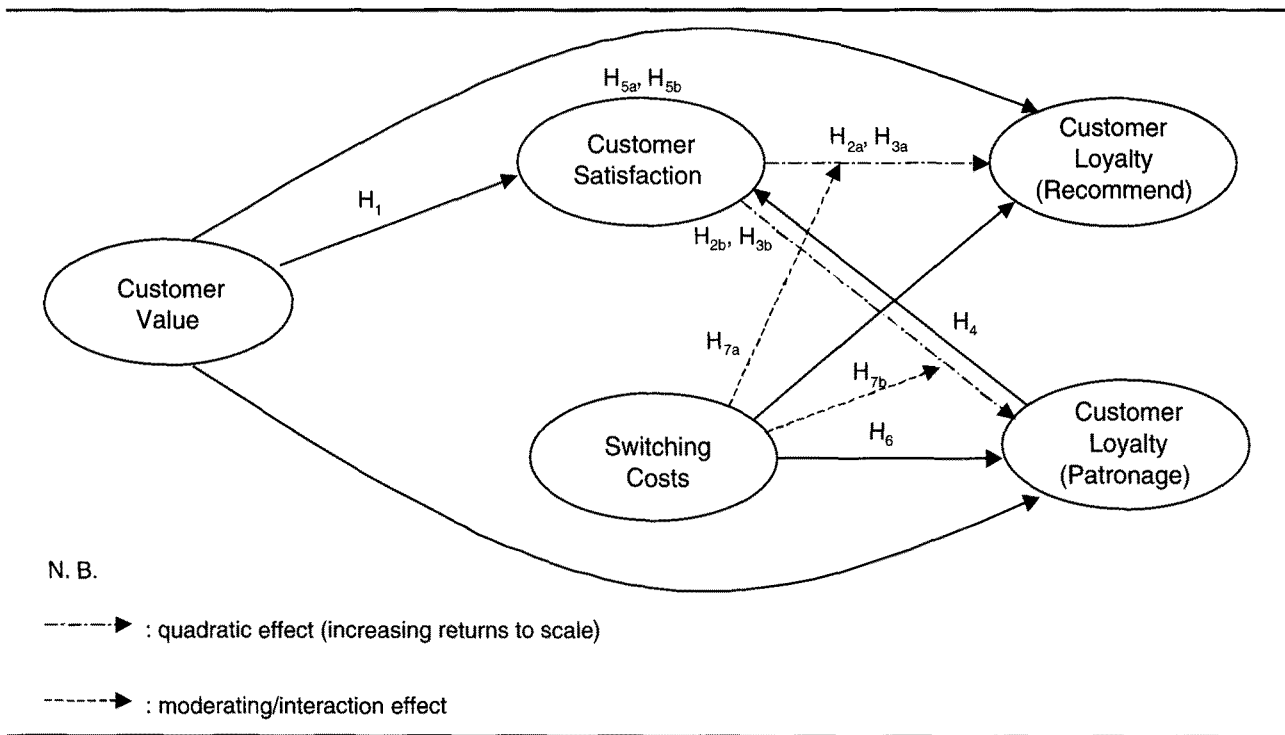 H5a, H5b
Customer
Satisfaction
H2a, H3a
Customer
Loyalty
(Recommend)
H1
H2b, H3b
Customer
Value
H4
H7a
H7b
Switching
Costs
H6
Customer
Loyalty
(Patronage)
N. B.
: quadratic effect (increasing returns to scale)
: moderating/interaction effect